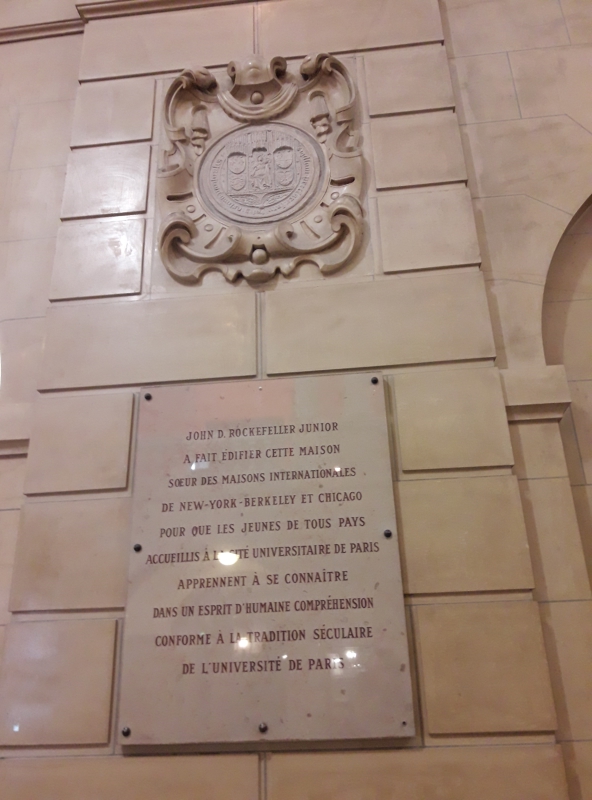 JOHN D. ROCKEFELLER JUNIOR
A FAIT ÉDIFIER CETTE MAISON
SŒUR DES MAISONS INTERNATIONALES
DE NEW-YORK-BERKELEY ET CHICAGO
POUR QUE LES JEUNES DE TOUS PAYS
ACCUEILLIS À LA CITÉ UNIVERSITAIRE DE PARIS
APPRENNENT À SE CONNAÎTRE
DANS UN ESPRIT D'HUMAINE COMPRÉHENSION
CONFORME À LA TRADITION SÉCULAIRE
DE L'UNIVERSITÉ DE PARIS